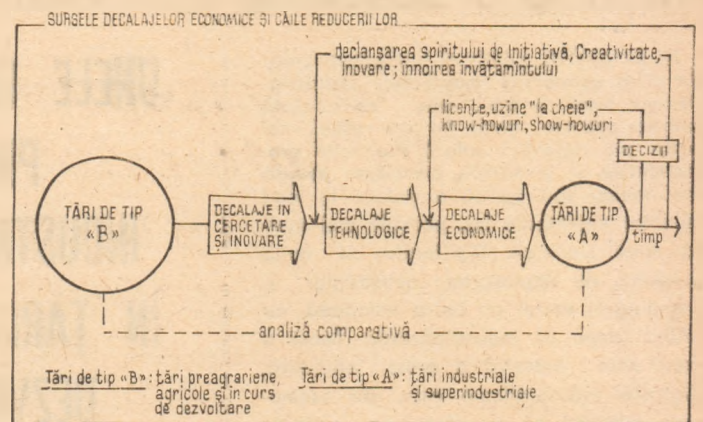 SURSELE DECALAJELOR ECONOMICE ȘI CĂILE REDUCERII LOR
declanșarea spiritului de Inițiativă, Creativitate,
Inovare; înnoirea învățămîntului
licențe, uzine "la cheie",
know-howuri, show-howuri
DECIZII
ȚĂRI DE TIP
«B»
DECALAJE IN
CERCETARE
ȘI INOVARE
DECALAJE
TEHNOLOGICE
DECALAJE
ECONOMICE
ȚĂRI DE TIP
«A»
timp
analiză comparativă
Țări de tip «B»: țări preagrariene,
agricole și in curs
de dezvoltare
Țări de tip «A»: țări industriale
și superindustriale